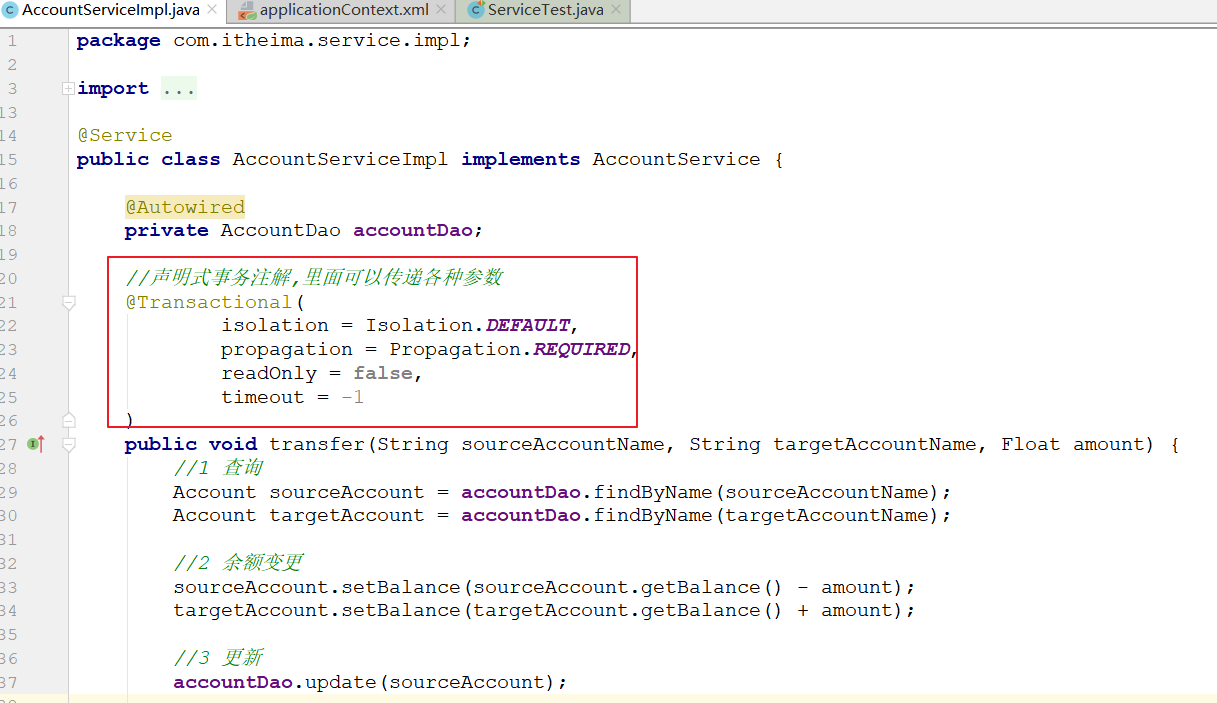 AccountServiceImpl.java × applicationContext.xml × ServiceTest.java ×
1 package com.itheima.service.impl;
2
3 import ...
13
14 @Service
15 public class AccountServiceImpl implements AccountService {
16
17 @Autowired
18 private AccountDao accountDao;
19
20 //声明式事务注解,里面可以传递各种参数
21 @Transactional(
22 isolation = Isolation.DEFAULT,
23 propagation = Propagation.REQUIRED,
24 readOnly = false,
25 timeout = -1
26 )
27 public void transfer(String sourceAccountName, String targetAccountName, Float amount) {
28 //1 查询
29 Account sourceAccount = accountDao.findByName(sourceAccountName);
30 Account targetAccount = accountDao.findByName(targetAccountName);
31
32 //2 余额变更
33 sourceAccount.setBalance(sourceAccount.getBalance() - amount);
34 targetAccount.setBalance(targetAccount.getBalance() + amount);
35
36 //3 更新
37 accountDao.update(sourceAccount);